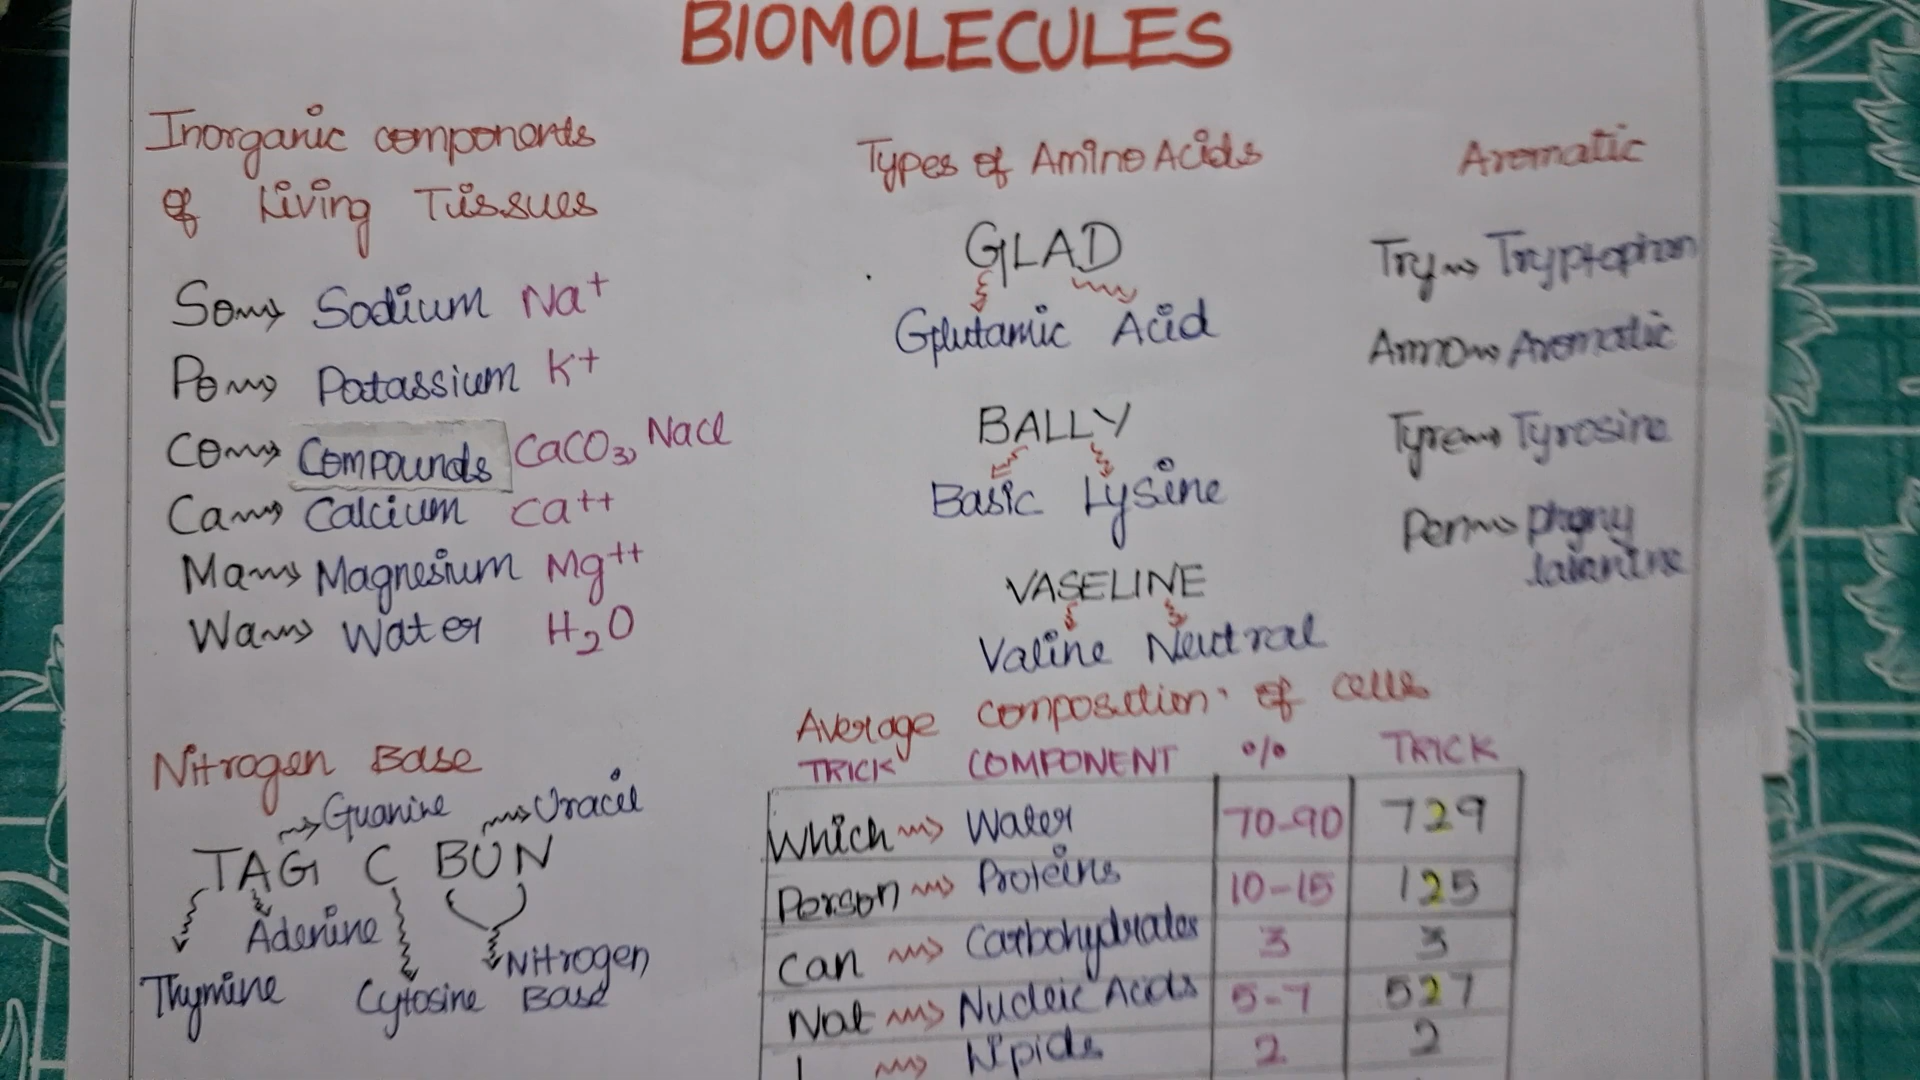 BIOMOLECULES
Inorganic components
of Living Tissues
So Sodium Na+
Po Potassium K+
Co Compounds CaCO3, NaCl
Ca Calcium Ca++
Ma Magnesium Mg++
Wa Water H2O
Types of Amino Acids
GLAD
Glutamic Acid
BALLY
Basic Lysine
VASELINE
Valine Neutral
Aromatic
Try Tryptophan
Aromatic
Tyre Tyrosine
Per pheny
lalanine
Nitrogen Base
Guanine Uracil
TAG C BUN
Adenine
Nitrogen
Thymine Cytosine Base
Average composition of cells
TRICK COMPONENT % TRICK
Which Water 70-90 729
Person Proteins 10-15 125
Can Carbohydrates 3 3
Not Nucleic Acids 5-7 527
Lipids 2 2